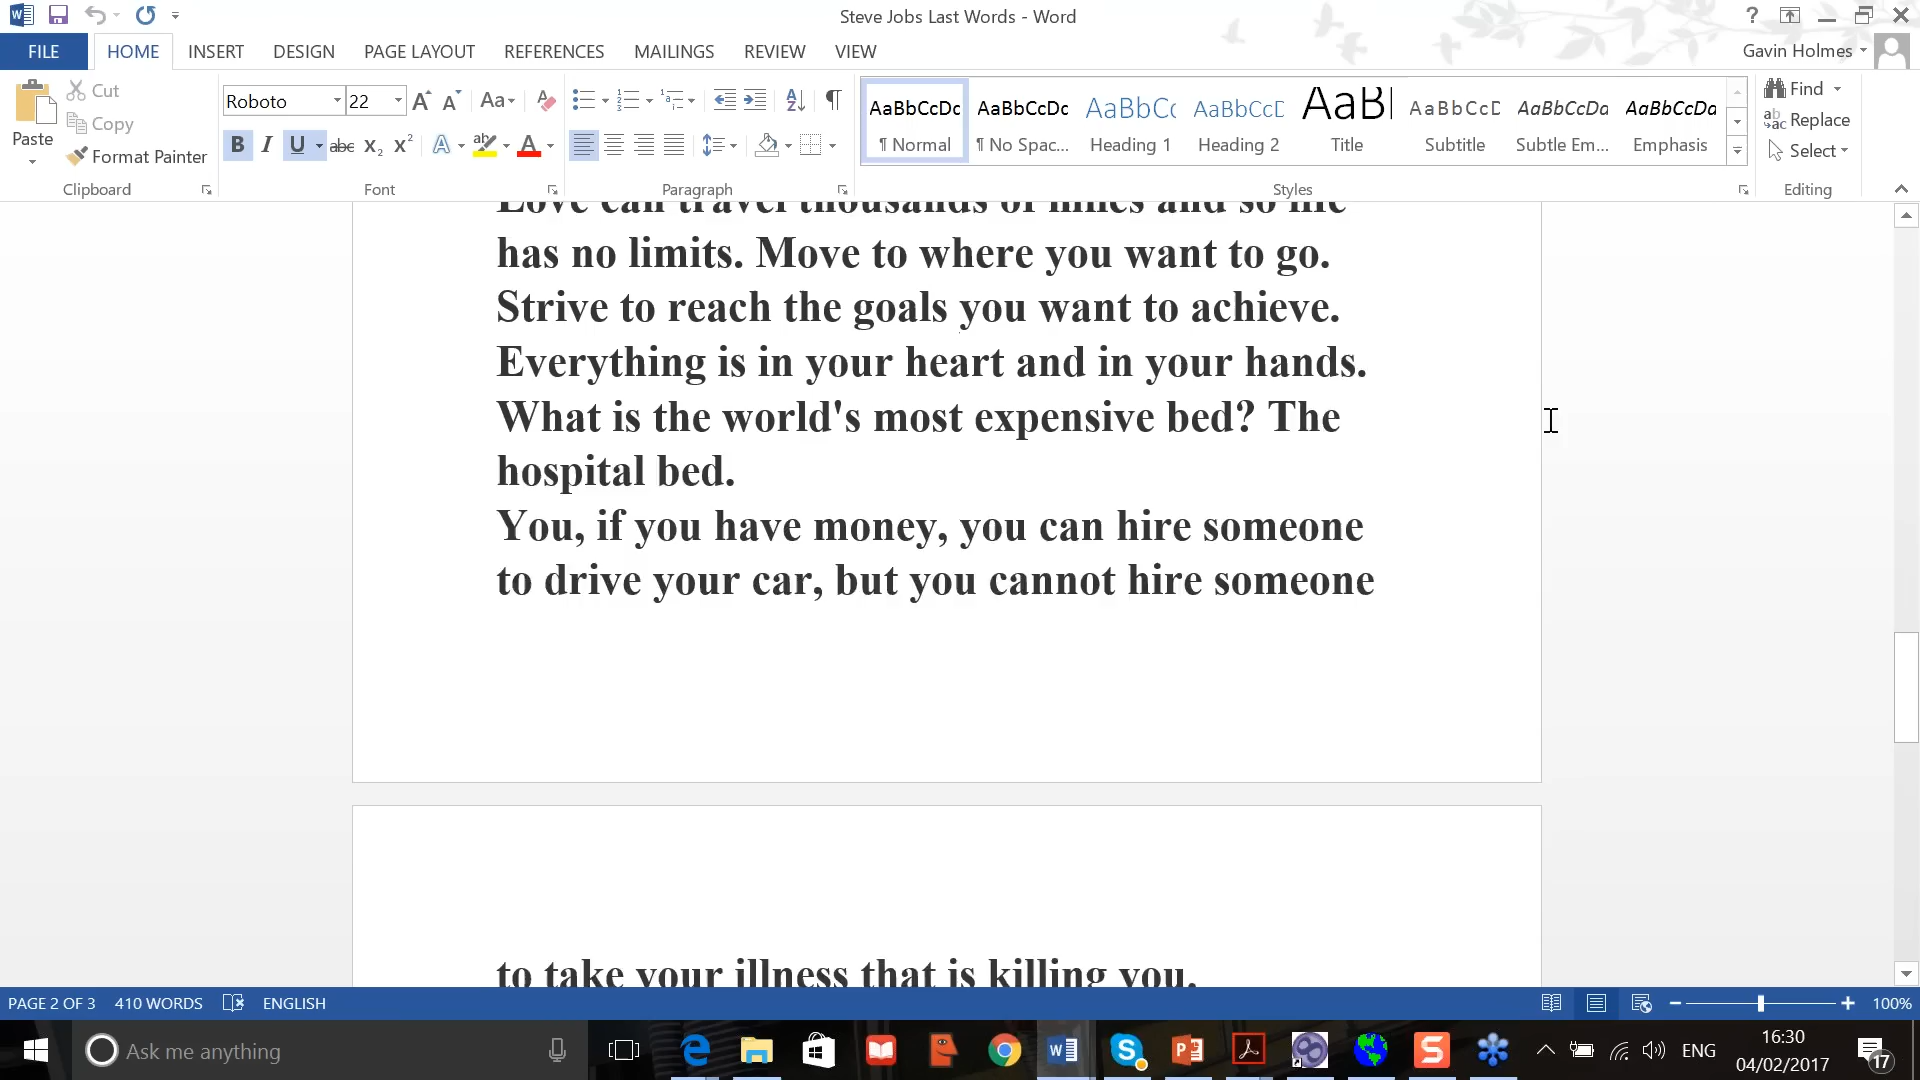 Steve Jobs Last Words - Word
FILE HOME INSERT DESIGN PAGE LAYOUT REFERENCES MAILINGS REVIEW VIEW Gavin Holmes
Paste
Cut
Copy
Format Painter
Clipboard
Roboto 22
Font
Paragraph
AaBbCcDc AaBbCcDc AaBbCc AaBbCcD AaB AaBbCcD AaBbCcDa AaBbCcDa
¶ Normal ¶ No Spac... Heading 1 Heading 2 Title Subtitle Subtle Em... Emphasis
Styles
Find
Replace
Select
Editing
Love can travel thousands of miles and so life
has no limits. Move to where you want to go.
Strive to reach the goals you want to achieve.
Everything is in your heart and in your hands.
What is the world's most expensive bed? The
hospital bed.
You, if you have money, you can hire someone
to drive your car, but you cannot hire someone
to take your illness that is killing you.
PAGE 2 OF 3 410 WORDS ENGLISH 100%
Ask me anything
ENG
16:30
04/02/2017
17